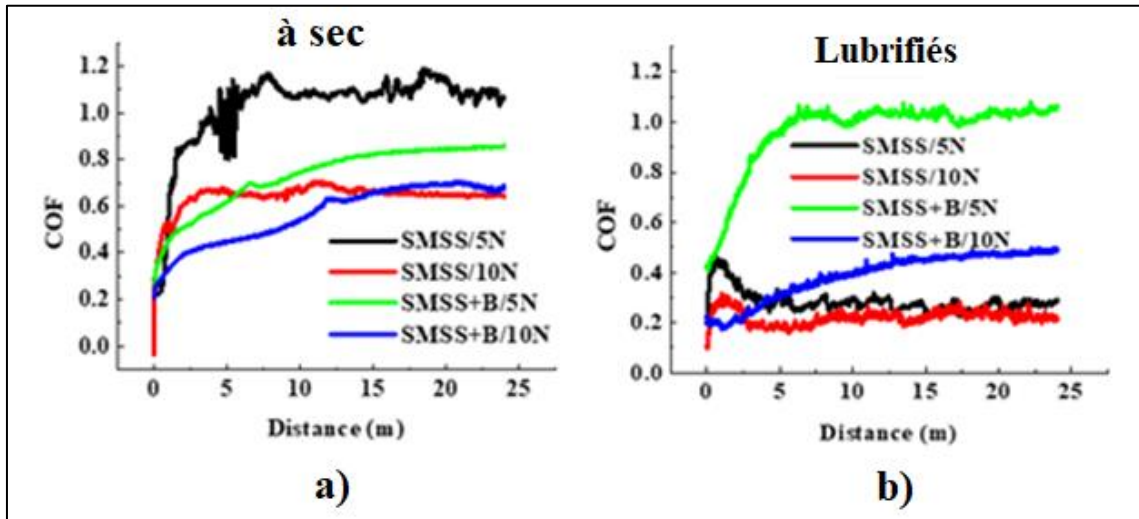 à sec
1.2
1.0
0.8
0.6
0.4
0.2
0.0
COF
SMSS/5N
SMSS/10N
SMSS+B/5N
SMSS+B/10N
0 5 10 15 20 25
Distance (m)
a)
Lubrifiés
1.2
1.0
0.8
0.6
0.4
0.2
0.0
COF
SMSS/5N
SMSS/10N
SMSS+B/5N
SMSS+B/10N
0 5 10 15 20 25
Distance (m)
b)